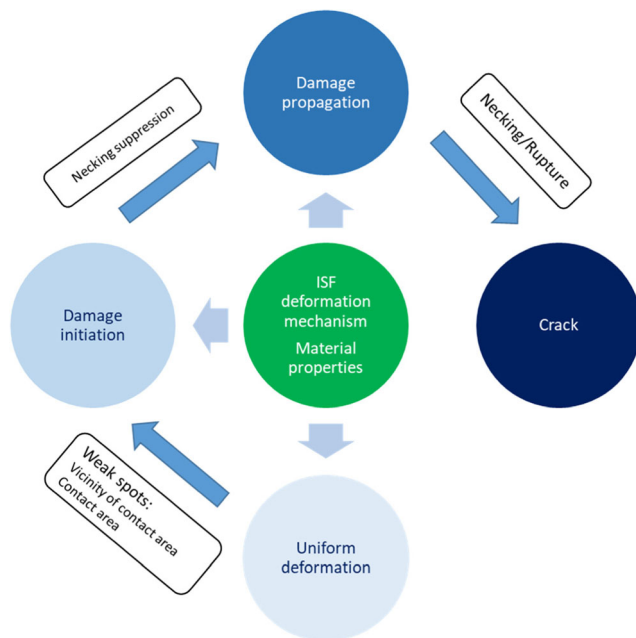 Damage
propagation
Necking suppression
Necking/Rupture
ISF
deformation
mechanism
Material
properties
Damage
initiation
Crack
Weak spots:
Vicinity of contact area
Contact area
Uniform
deformation